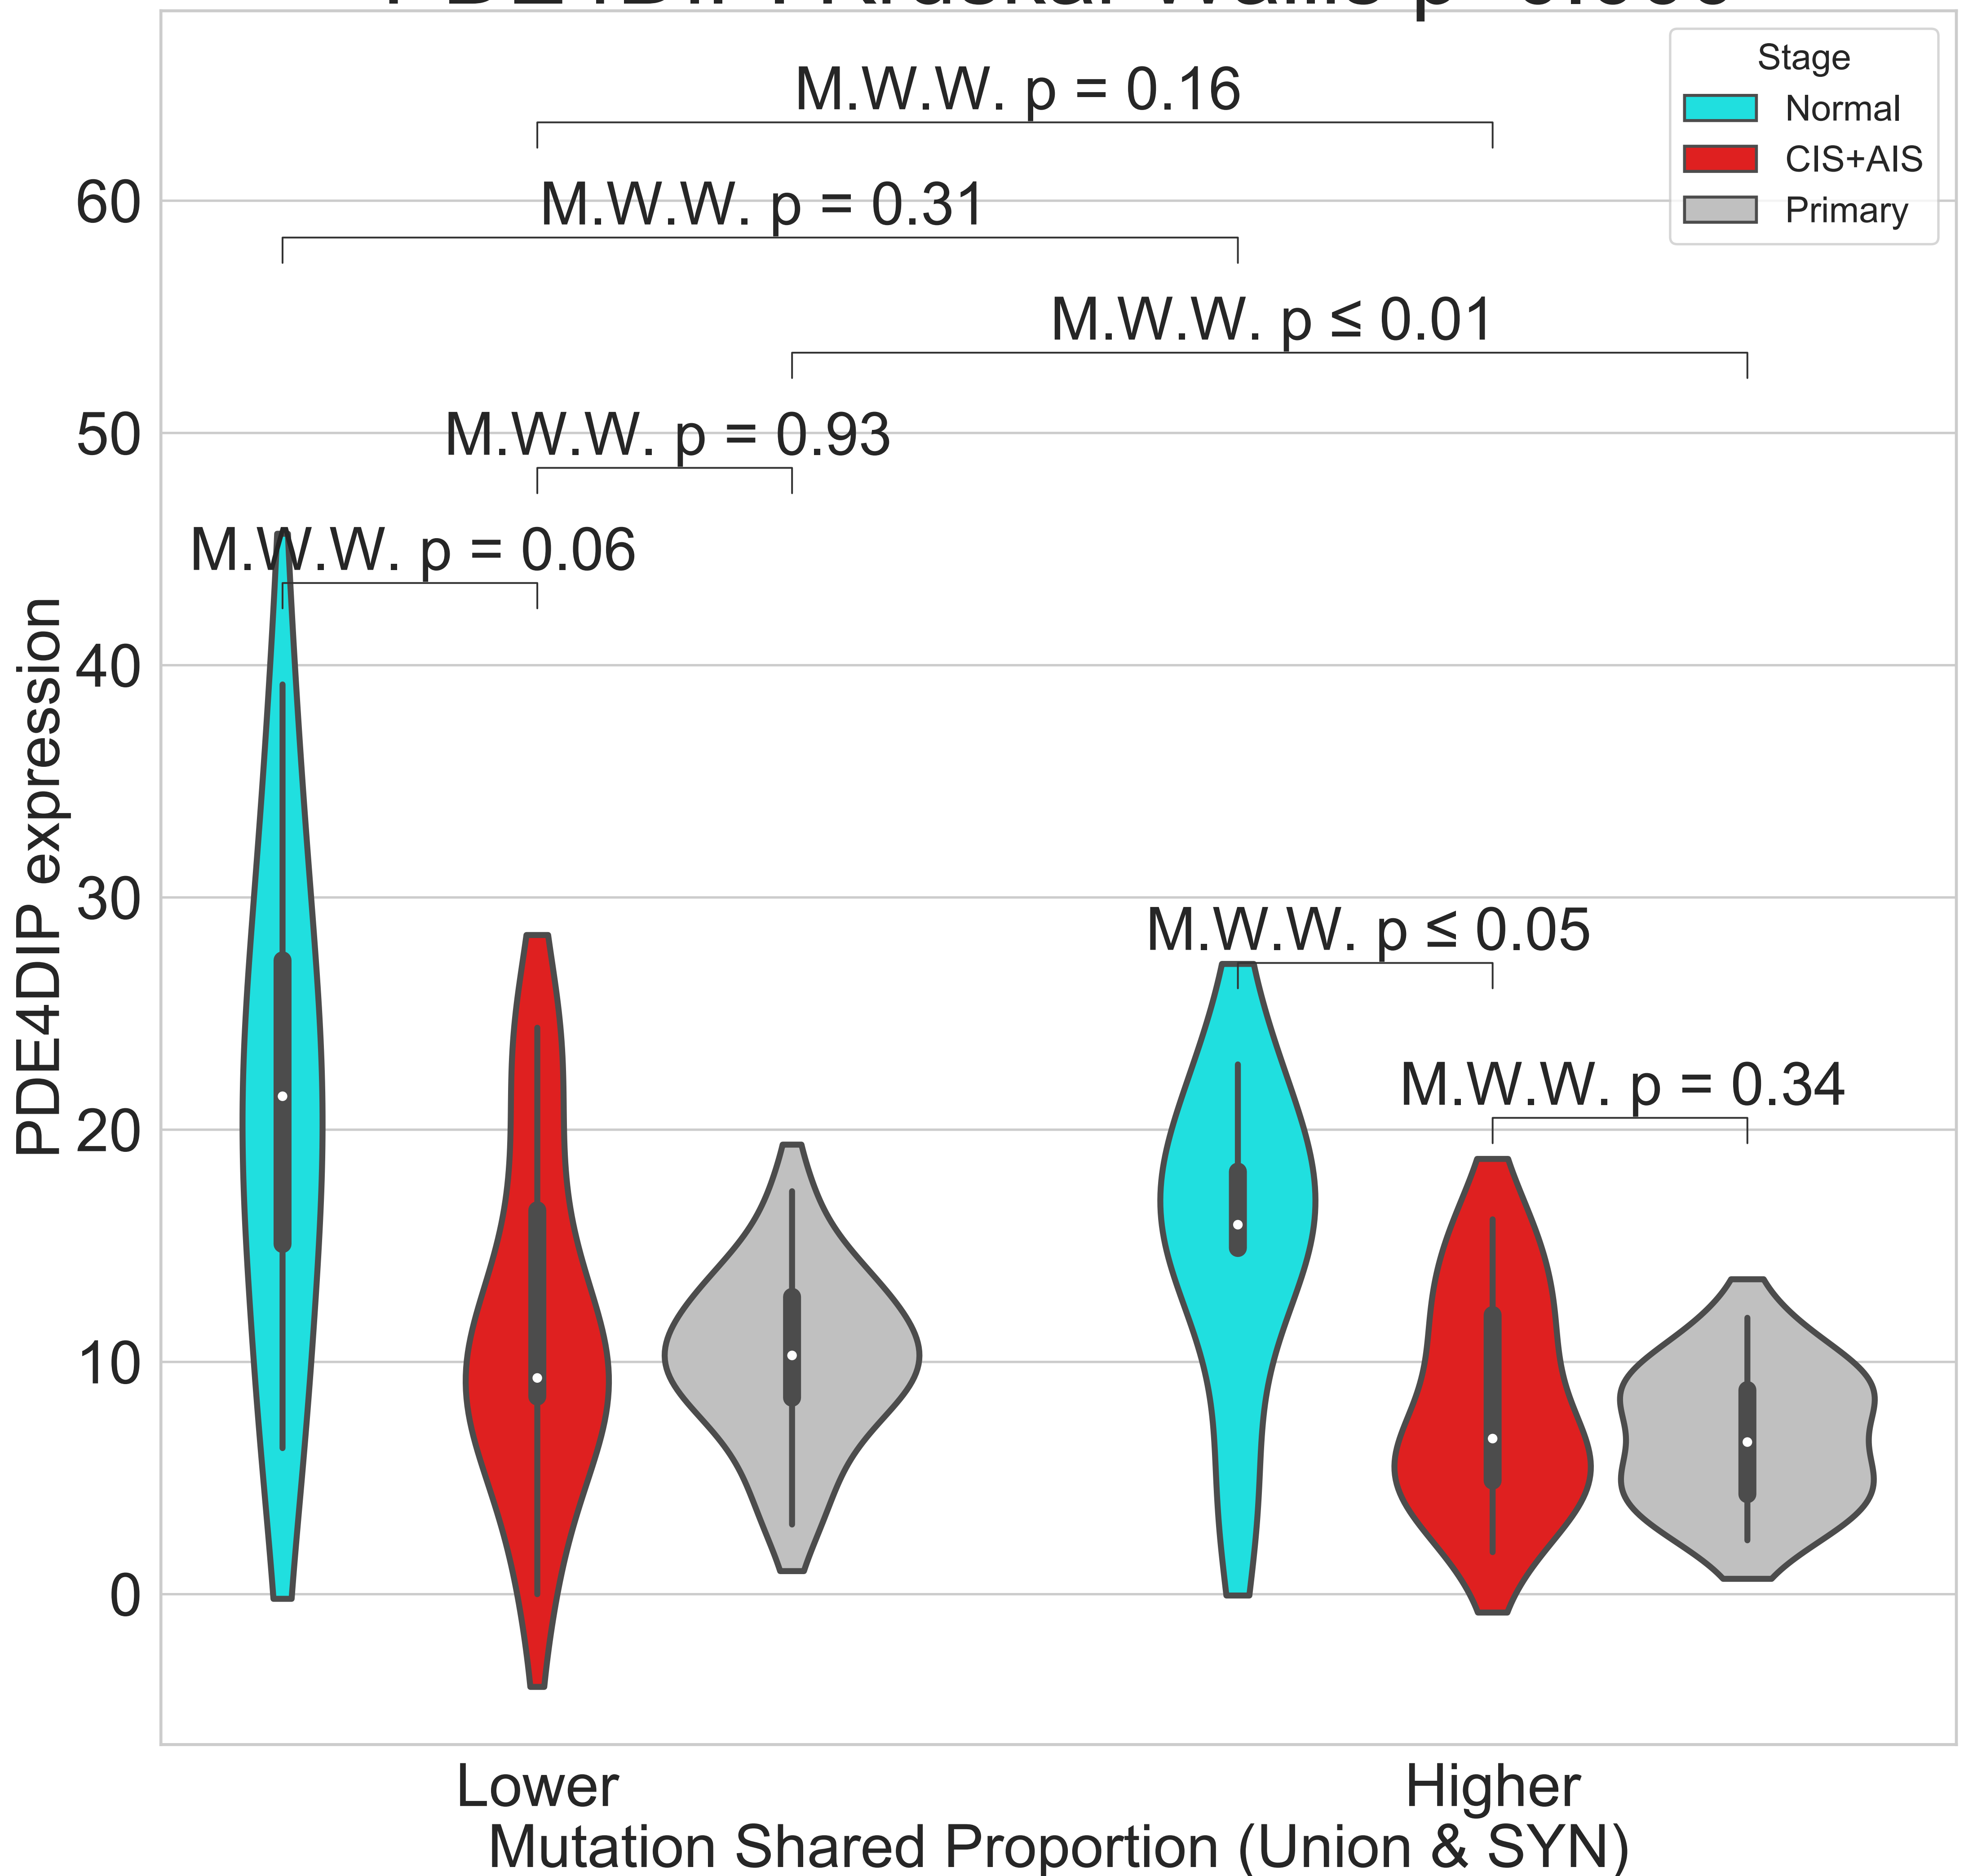 Stage
Normal
CIS+AIS
Primary
M.W.W. p = 0.16
M.W.W. p = 0.31
M.W.W. p ≤ 0.01
M.W.W. p = 0.93
M.W.W. p = 0.06
M.W.W. p ≤ 0.05
M.W.W. p = 0.34
60
50
40
30
20
10
0
PDE4DIP expression
Lower
Higher
Mutation Shared Proportion (Union & SYN)